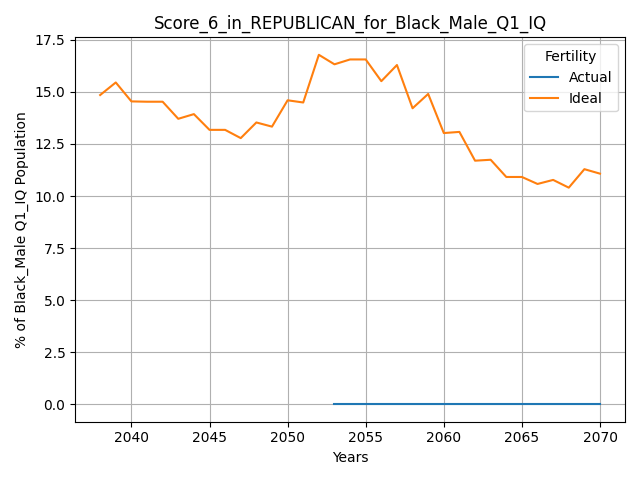 Score_6_in_REPUBLICAN_for_Black_Male_Q1_IQ
% of Black_Male Q1_IQ Population
17.5
15.0
12.5
10.0
7.5
5.0
2.5
0.0
Fertility
Actual
Ideal
2040 2045 2050 2055 2060 2065 2070
Years